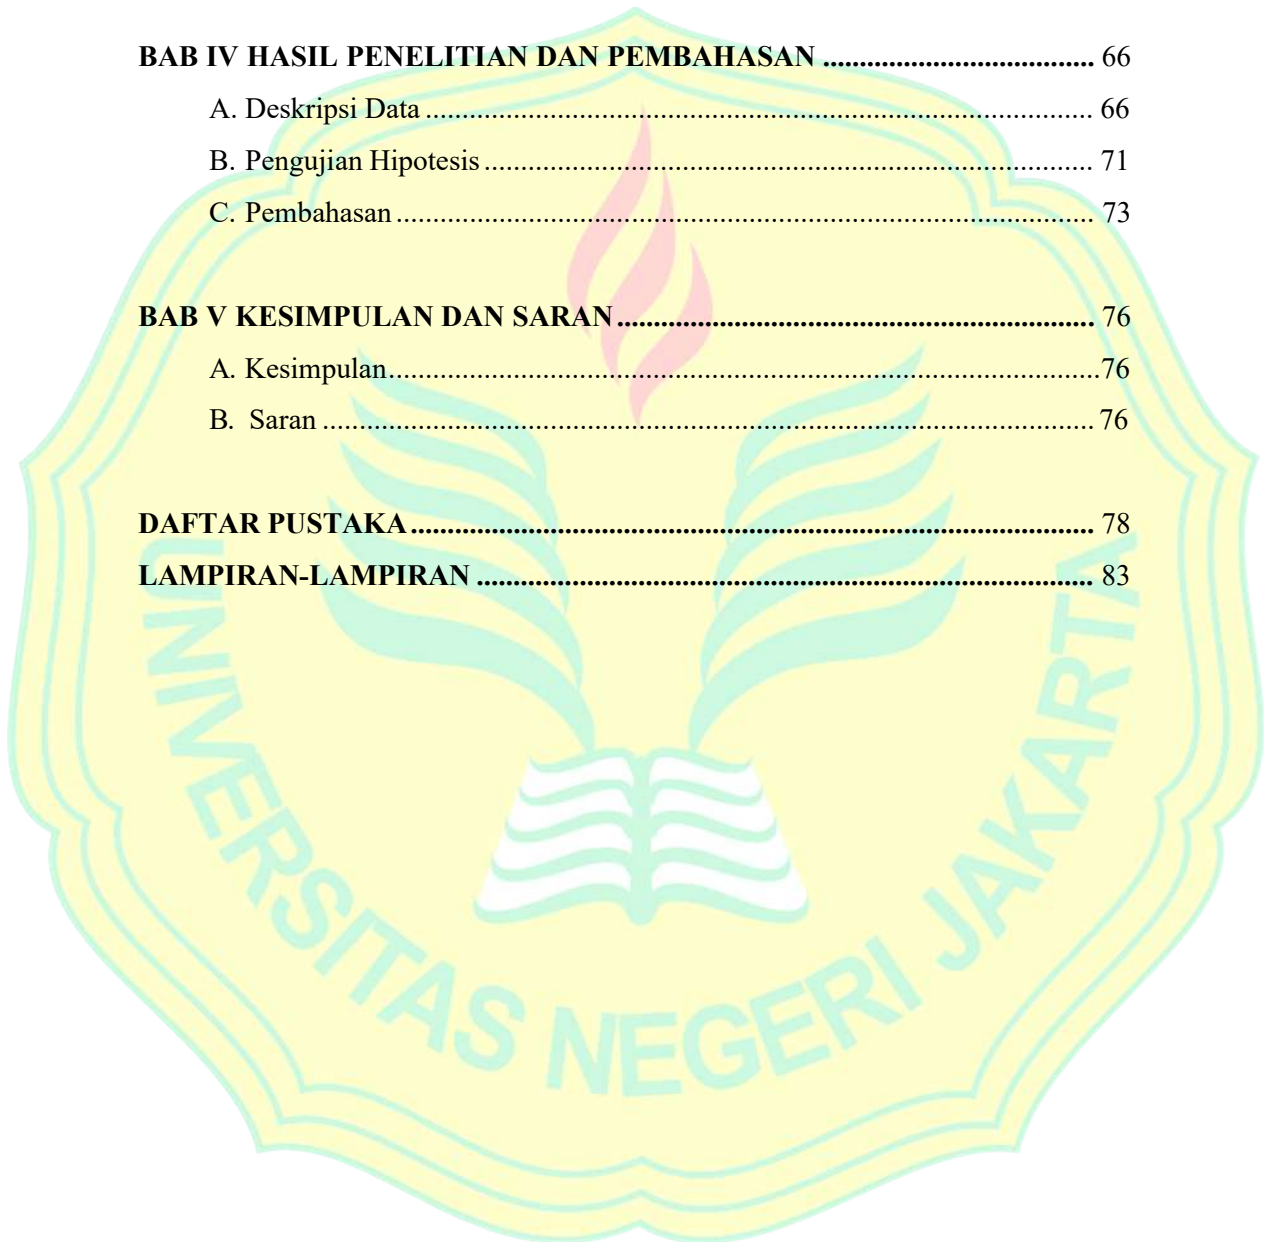 BAB IV HASIL PENELITIAN DAN PEMBAHASAN ..................................... 66
A. Deskripsi Data ........................................................................................... 66
B. Pengujian Hipotesis ................................................................................... 71
C. Pembahasan ............................................................................................... 73
BAB V KESIMPULAN DAN SARAN ................................................................. 76
A. Kesimpulan.................................................................................................76
B. Saran .......................................................................................................... 76
DAFTAR PUSTAKA ............................................................................................. 78
LAMPIRAN-LAMPIRAN .................................................................................... 83
UNIVERSITAS NEGERI JAKARTA